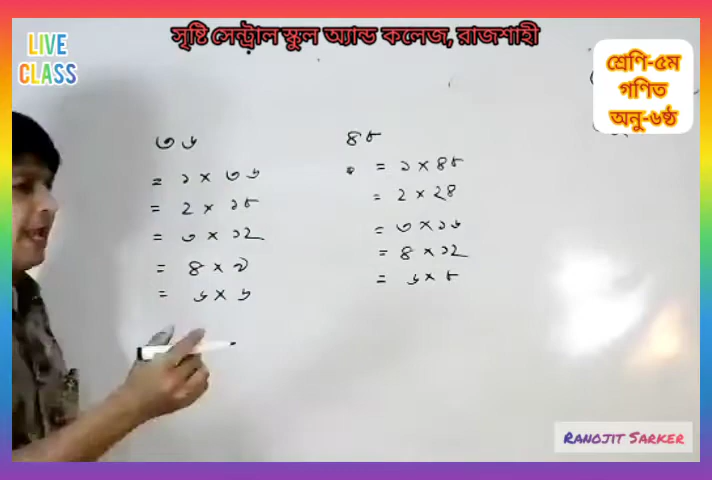 সৃষ্টি সেন্ট্রাল স্কুল অ্যান্ড কলেজ, রাজশাহী
LIVE
CLASS
শ্রেণি-৫ম
গণিত
অনু-৬ষ্ঠ
৩৬
= ১ × ৩৬
= ২ × ১৮
= ৩ × ১২
= ৪ × ৯
= ৬ × ৬
৪৮
= ১ × ৪৮
= ২ × ২৪
= ৩ × ১৬
= ৪ × ১২
= ৬ × ৮
RANOJIT SARKER